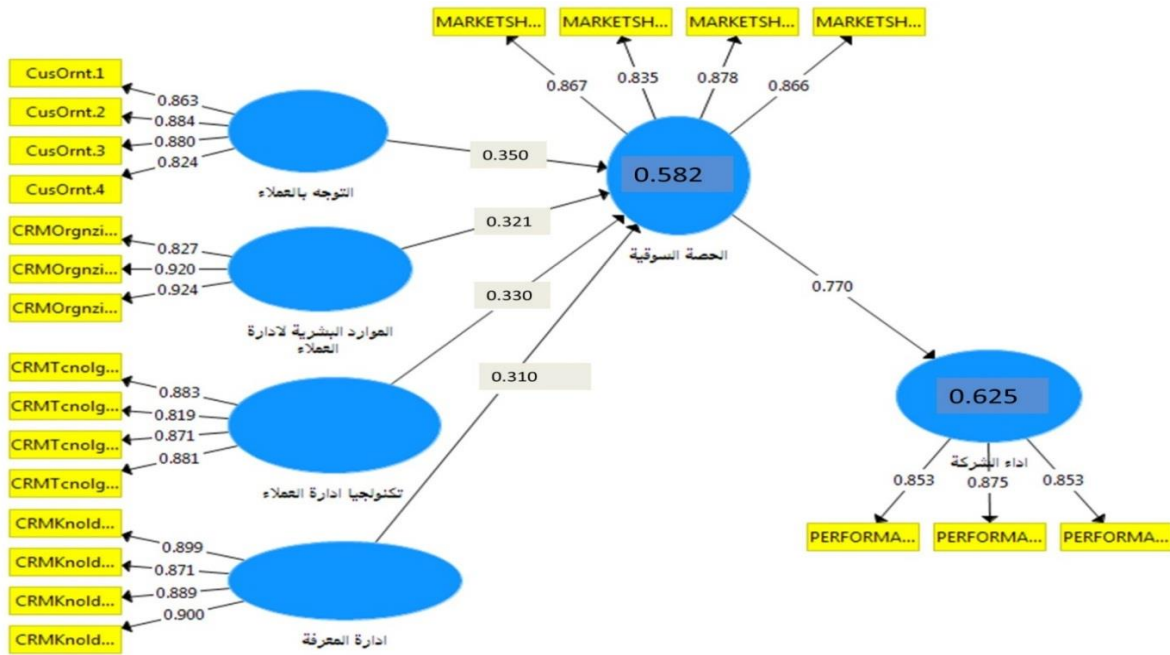 MARKETSH...
MARKETSH...
MARKETSH...
MARKETSH...
0.867
0.835
0.878
0.866
CusOrnt.1
CusOrnt.2
CusOrnt.3
CusOrnt.4
0.863
0.884
0.880
0.824
التوجه بالعملاء
0.350
0.582
الحصة السوقية
CRMOrgnzi...
CRMOrgnzi...
CRMOrgnzi...
0.827
0.920
0.924
الموارد البشرية لادارة
العملاء
0.321
0.330
0.310
0.770
CRMTcnolg...
CRMTcnolg...
CRMTcnolg...
CRMTcnolg...
0.883
0.819
0.871
0.881
تكنولجيا ادارة العملاء
0.625
اداء الشركة
0.853
0.875
0.853
PERFORMA...
PERFORMA...
PERFORMA...
CRMKnold...
CRMKnold...
CRMKnold...
CRMKnold...
0.899
0.871
0.889
0.900
ادارة المعرفة